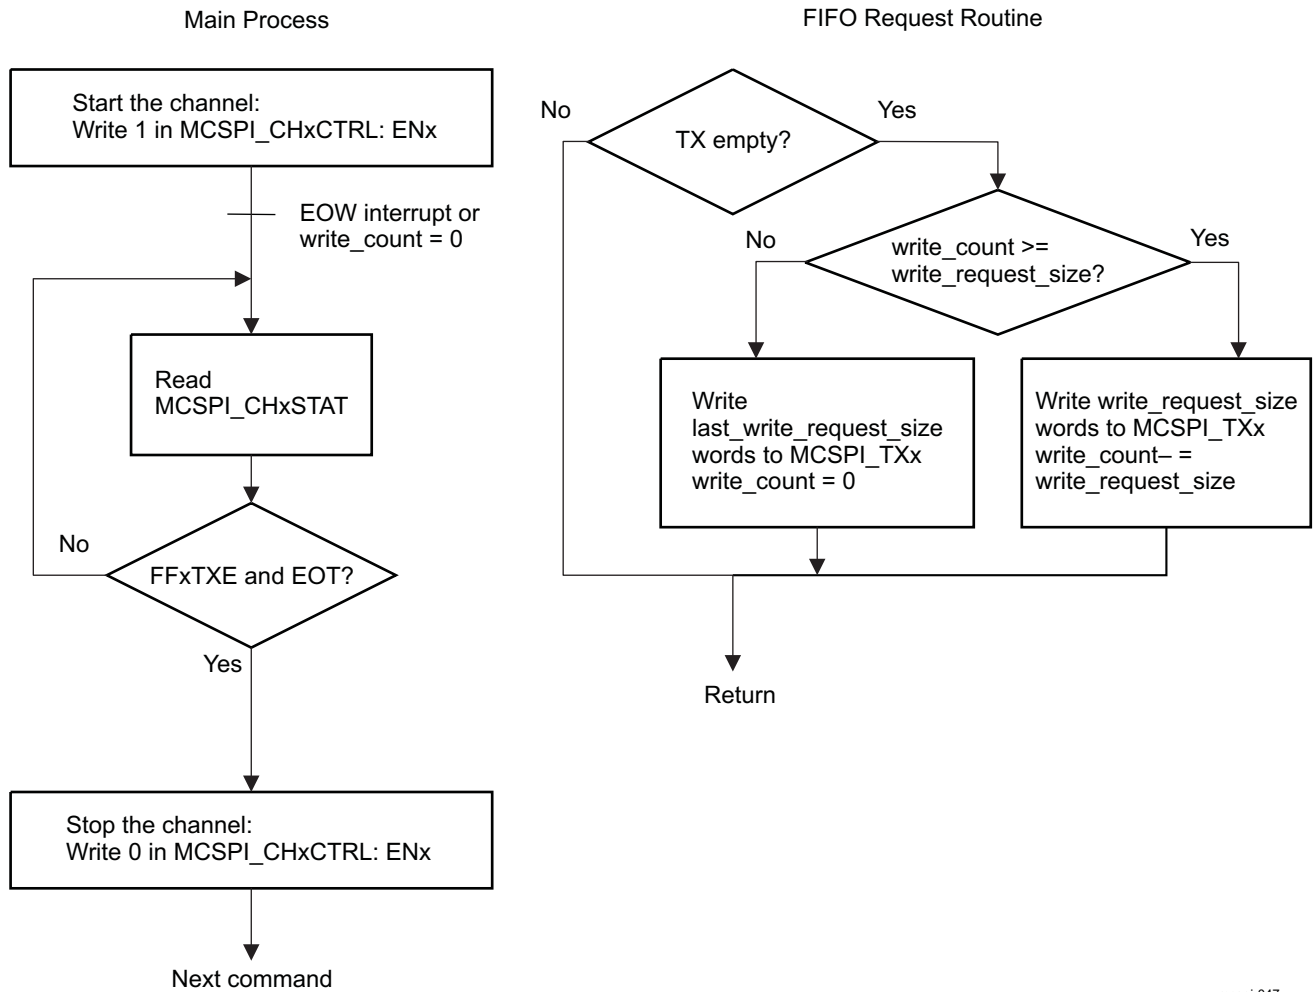 Main Process
FIFO Request Routine
Start the channel:
Write 1 in MCSPI_CHxCTRL: ENx
EOW interrupt or
write_count = 0
Read
MCSPI_CHxSTAT
No
FFxTXE and EOT?
Yes
Stop the channel:
Write 0 in MCSPI_CHxCTRL: ENx
Next command
No
TX empty?
Yes
No
write_count >=
write_request_size?
Yes
Write
last_write_request_size
words to MCSPI_TXx
write_count = 0
Write write_request_size
words to MCSPI_TXx
write_count– =
write_request_size
Return